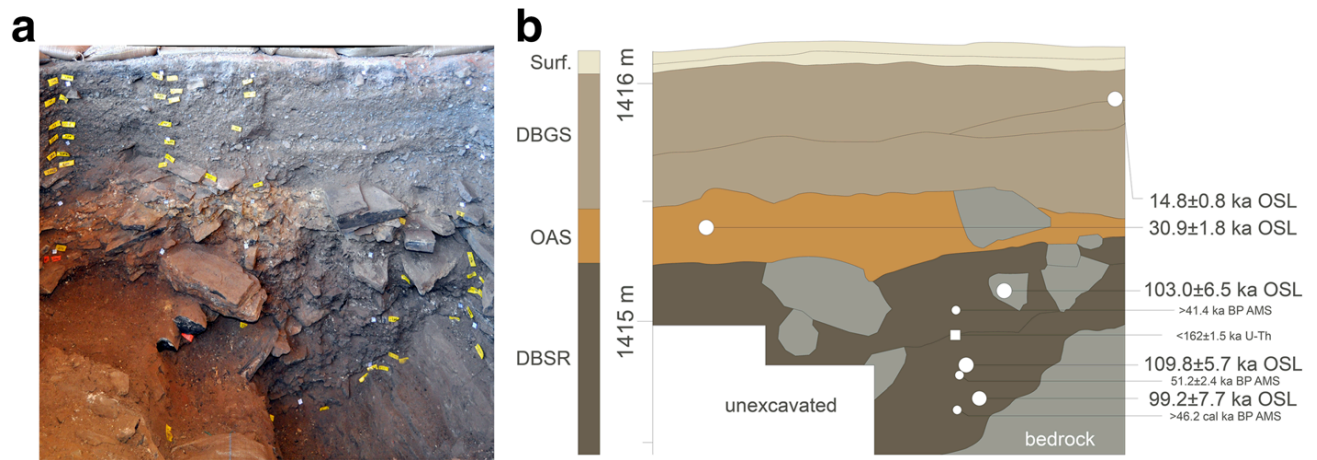 a
b
Surf.
DBGS
OAS
DBSR
1416 m
1415 m
14.8±0.8 ka OSL
30.9±1.8 ka OSL
103.0±6.5 ka OSL
>41.4 ka BP AMS
<162±1.5 ka U-Th
109.8±5.7 ka OSL
51.2±2.4 ka BP AMS
99.2±7.7 ka OSL
>46.2 cal ka BP AMS
unexcavated
bedrock